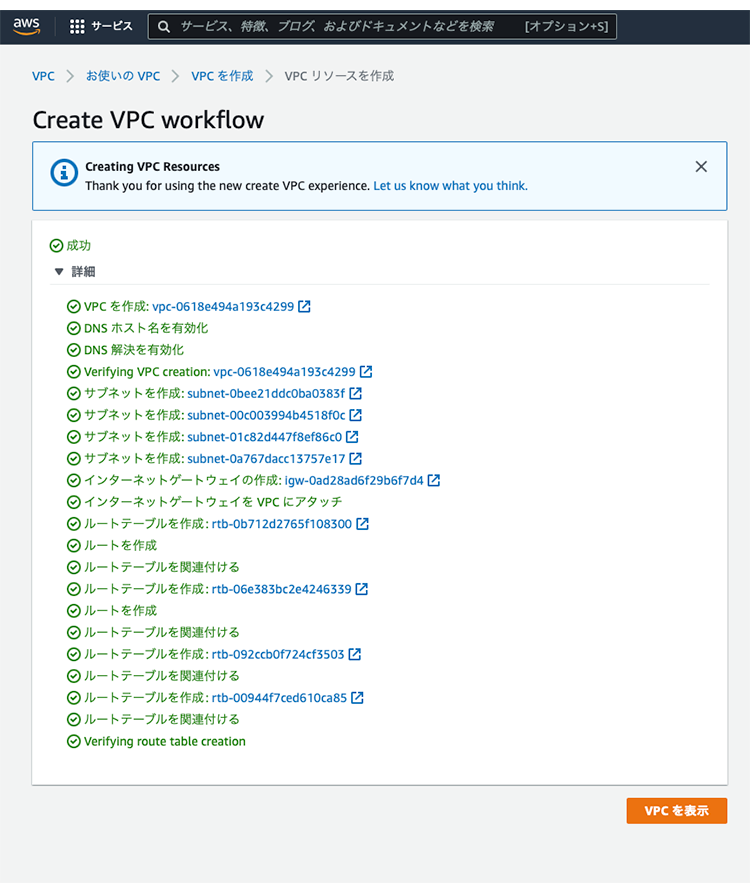 aws サービス サービス、特徴、ブログ、およびドキュメントなどを検索 [オプション+S]
VPC > お使いの VPC > VPC を作成 > VPC リソースを作成
Create VPC workflow
Creating VPC Resources
Thank you for using the new create VPC experience. Let us know what you think.
成功
▼ 詳細
VPC を作成: vpc-0618e494a193c4299
DNS ホスト名を有効化
DNS 解決を有効化
Verifying VPC creation: vpc-0618e494a193c4299
サブネットを作成: subnet-0bee21ddc0ba0383f
サブネットを作成: subnet-00c003994b4518f0c
サブネットを作成: subnet-01c82d447f8ef86c0
サブネットを作成: subnet-0a767dacc13757e17
インターネットゲートウェイの作成: igw-0ad28ad6f29b6f7d4
インターネットゲートウェイを VPC にアタッチ
ルートテーブルを作成: rtb-0b712d2765f108300
ルートを作成
ルートテーブルを関連付ける
ルートテーブルを作成: rtb-06e383bc2e4246339
ルートを作成
ルートテーブルを関連付ける
ルートテーブルを作成: rtb-092ccb0f724cf3503
ルートテーブルを関連付ける
ルートテーブルを作成: rtb-00944f7ced610ca85
ルートテーブルを関連付ける
Verifying route table creation
VPC を表示